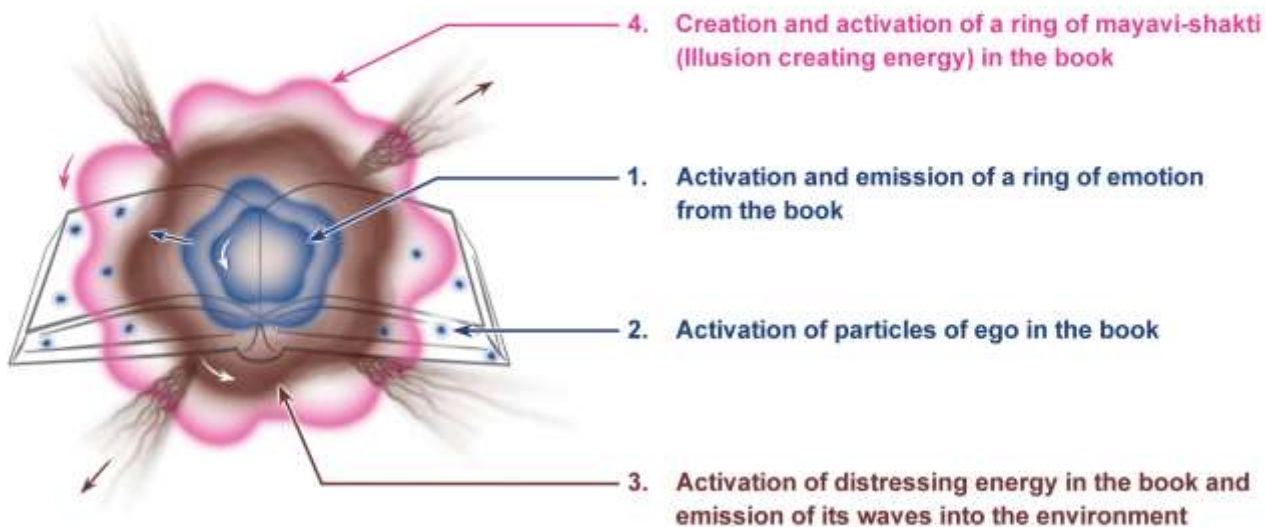 4. Creation and activation of a ring of mayavi-shakti
(Illusion creating energy) in the book
1. Activation and emission of a ring of emotion
from the book
2. Activation of particles of ego in the book
3. Activation of distressing energy in the book and
emission of its waves into the environment